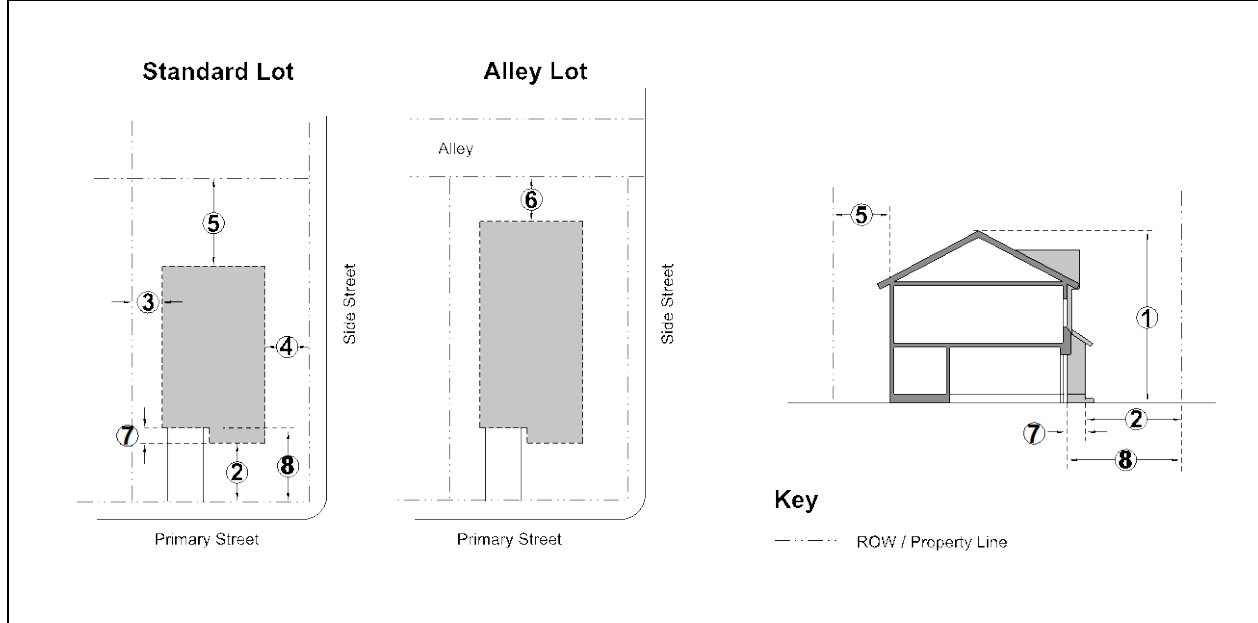 Standard Lot
Alley Lot
Alley
5
6
5
3
Side Street
Side Street
1
4
7
2
8
2
7
8
Key
Primary Street
Primary Street
ROW / Property Line